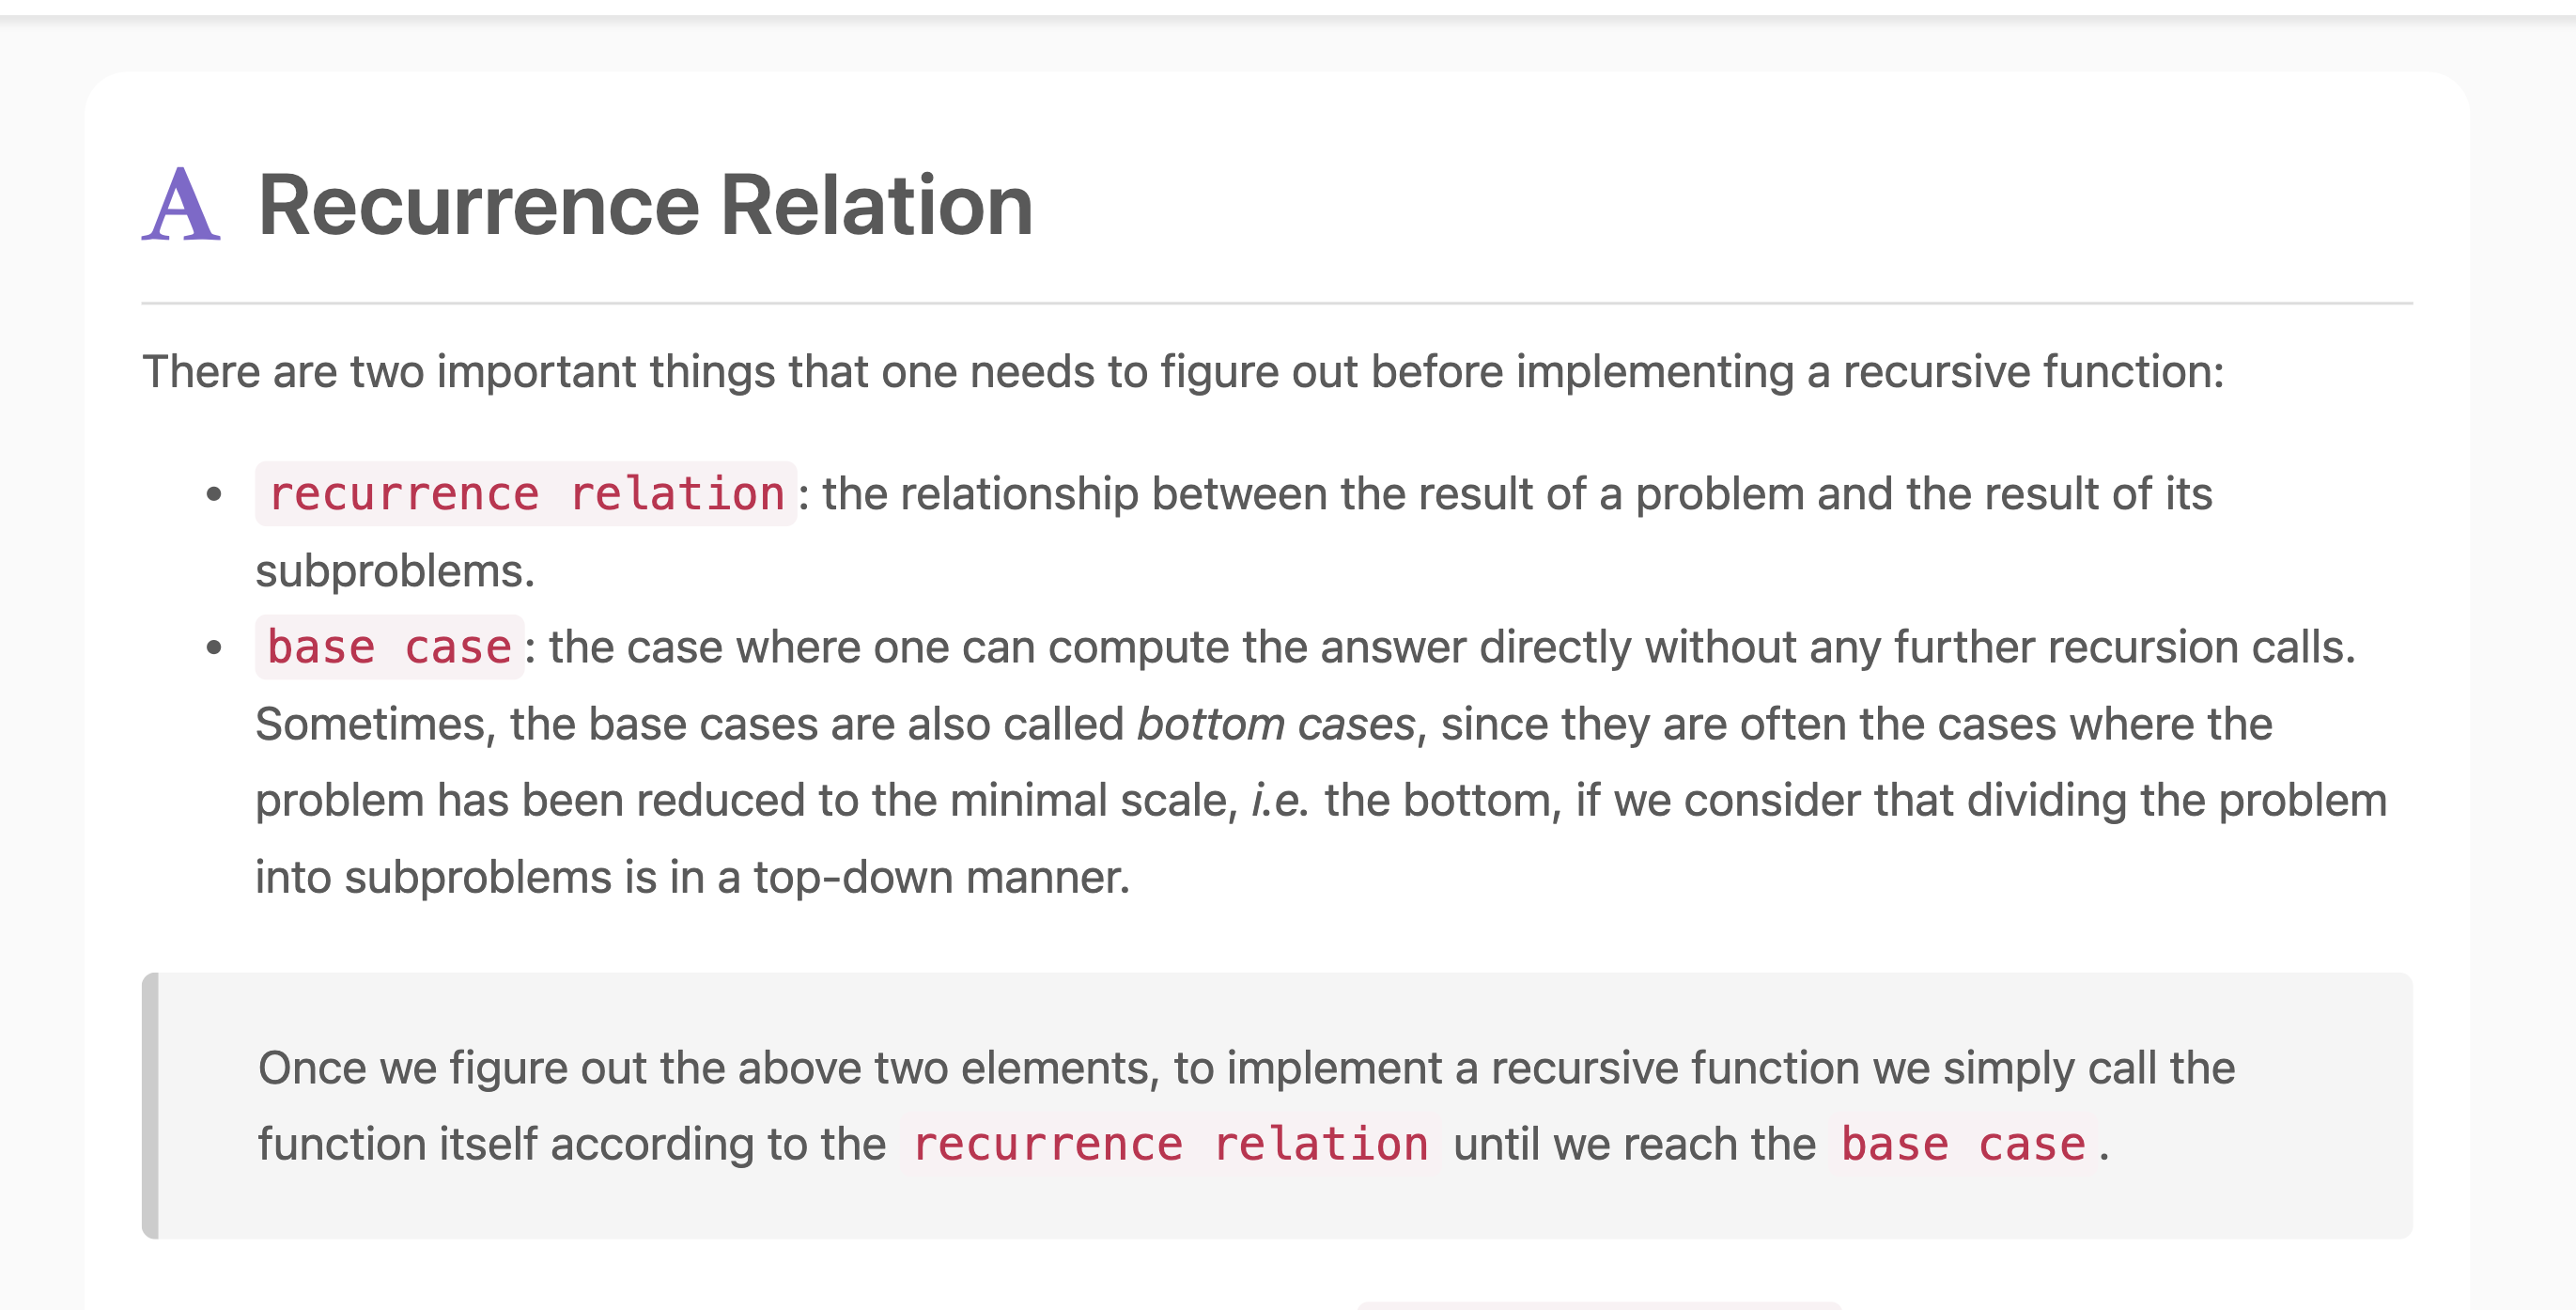 A Recurrence Relation
There are two important things that one needs to figure out before implementing a recursive function:
• recurrence relation: the relationship between the result of a problem and the result of its
subproblems.
• base case: the case where one can compute the answer directly without any further recursion calls.
Sometimes, the base cases are also called bottom cases, since they are often the cases where the
problem has been reduced to the minimal scale, i.e. the bottom, if we consider that dividing the problem
into subproblems is in a top-down manner.
Once we figure out the above two elements, to implement a recursive function we simply call the
function itself according to the recurrence relation until we reach the base case.